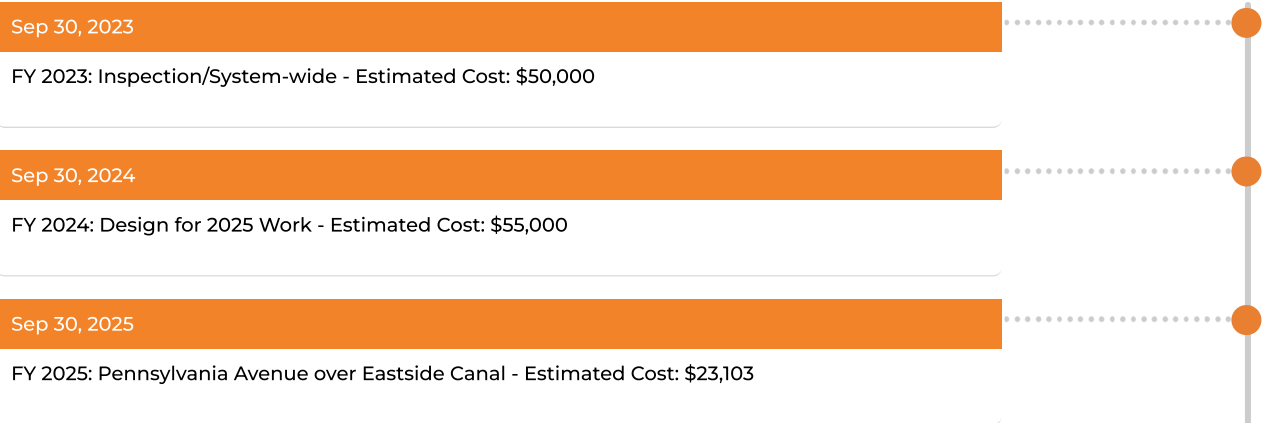 Sep 30, 2023
FY 2023: Inspection/System-wide - Estimated Cost: $50,000
Sep 30, 2024
FY 2024: Design for 2025 Work - Estimated Cost: $55,000
Sep 30, 2025
FY 2025: Pennsylvania Avenue over Eastside Canal - Estimated Cost: $23,103